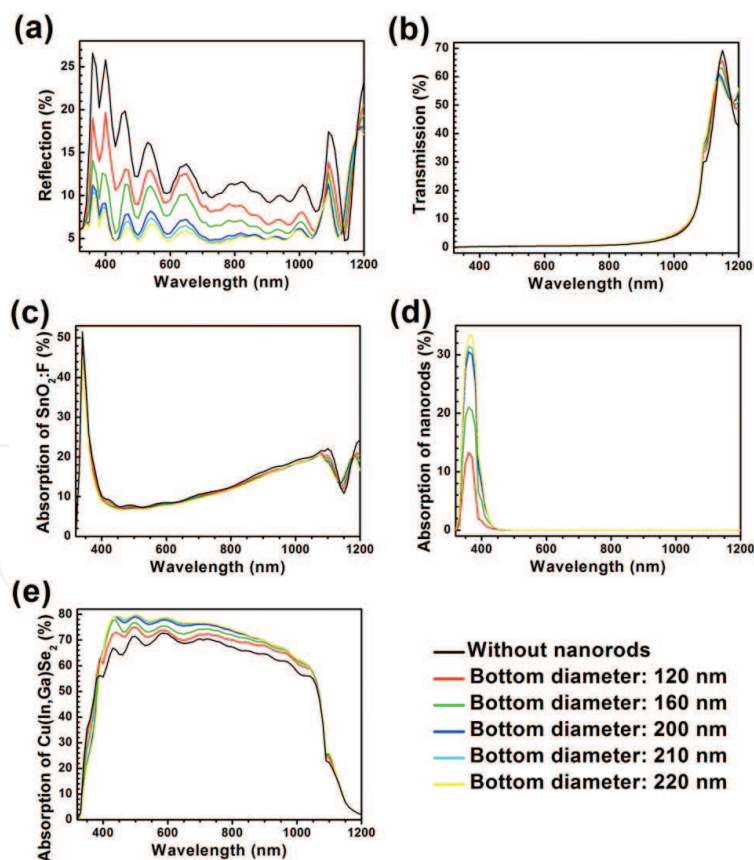 (a)
25
20
15
10
5
Reflection (%)
400 600 800 1000 1200
Wavelength (nm)
(b)
70
60
50
40
30
20
10
0
Transmission (%)
400 600 800 1000 1200
Wavelength (nm)
(c)
50
40
30
20
10
0
Absorption of SnO2:F (%)
400 600 800 1000 1200
Wavelength (nm)
(d)
30
20
10
0
Absorption of nanorods (%)
400 600 800 1000 1200
Wavelength (nm)
(e)
80
70
60
50
40
30
20
10
0
Absorption of Cu(In,Ga)Se2 (%)
400 600 800 1000 1200
Wavelength (nm)
Without nanorods
Bottom diameter: 120 nm
Bottom diameter: 160 nm
Bottom diameter: 200 nm
Bottom diameter: 210 nm
Bottom diameter: 220 nm